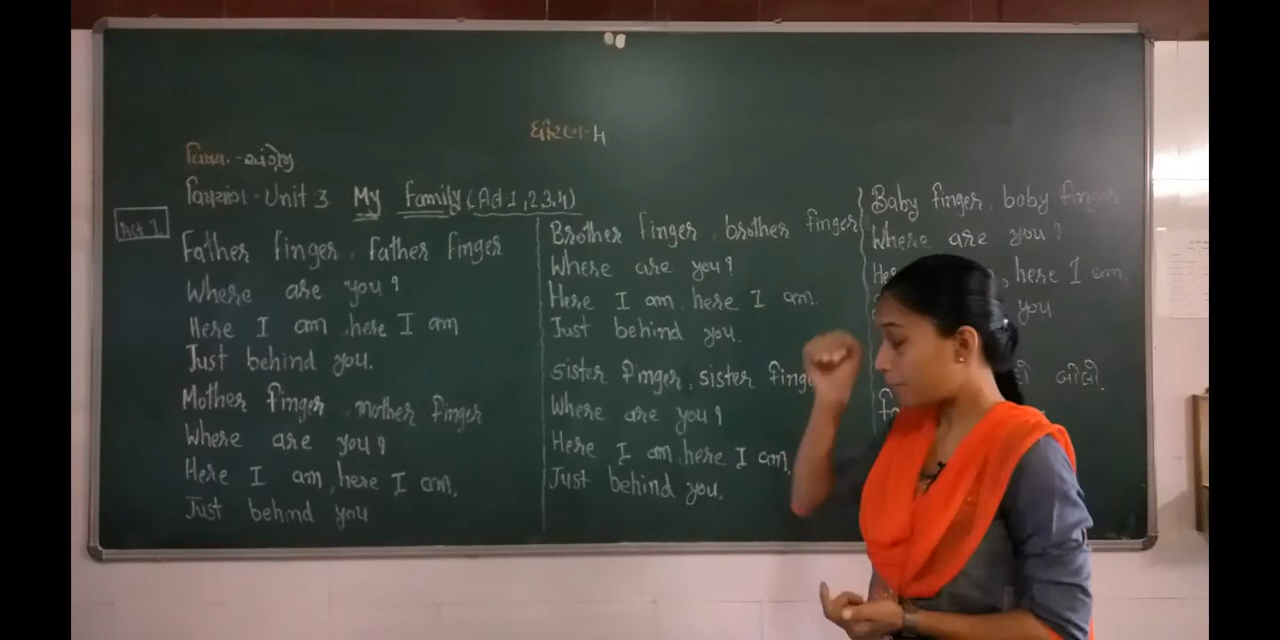 ધોરણ-૫
વિષય-અંગ્રેજી
વિષયાંગ-Unit 3 My Family (Act 1,2,3,4)
Act 1
Father finger, father finger
Where are you?
Here I am, here I am
Just behind you.
Mother finger, mother finger
Where are you?
Here I am, here I am,
Just behind you
Brother finger, brother finger
Where are you?
Here I am, here I am.
Just behind you.
Sister finger, sister finge
Where are you?
Here I am, here I am,
Just behind you.
Baby finger, baby finger
Where are you?
He , here I am
you
બોલો.